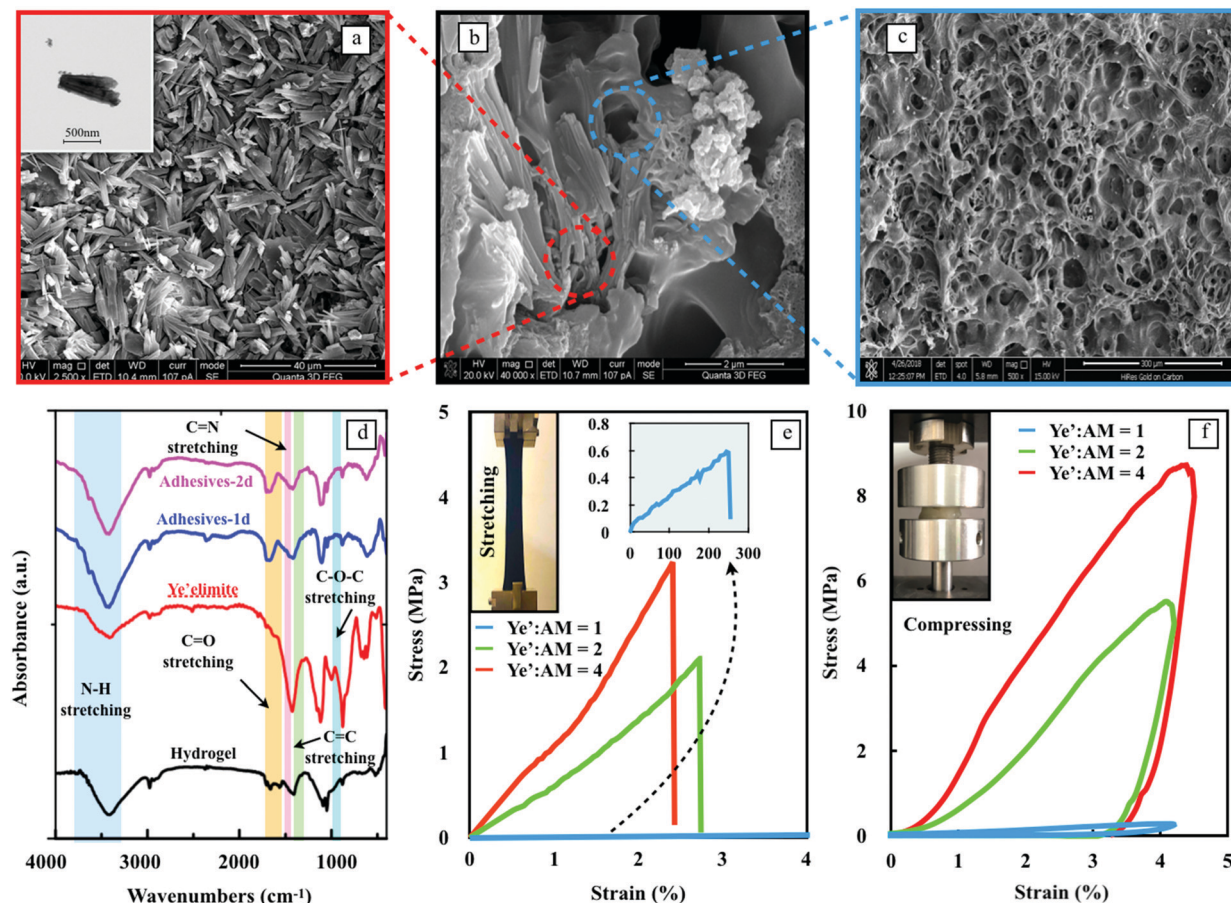 a
500nm
HV
mag
det
WD
curr
mode
40 µm
0.0 kV
2 500 x
ETD
10.4 mm
107 pA
SE
Quanta 3D FEG
b
HV
mag
det
WD
curr
mode
2 µm
20.0 kV
40 000 x
ETD
10.7 mm
107 pA
SE
Quanta 3D FEG
c
4/26/2018
det
spot
WD
mag
HV
300 µm
12:25:07 PM
ETD
4.0
5.8 mm
500 x
15.00 kV
HiRes Gold on Carbon
d
C=N
stretching
Adhesives-2d
Adhesives-1d
C-O-C
stretching
Ye'elimite
C=O
stretching
N-H
stretching
C=C
stretching
Hydrogel
Absorbance (a.u.)
4000 3000 2000 1000
Wavenumbers (cm-1)
e
5
4
3
2
1
0
Stress (MPa)
Stretching
0.8
0.6
0.4
0.2
0
0 100 200 300
Ye':AM = 1
Ye':AM = 2
Ye':AM = 4
0 1 2 3 4
Strain (%)
f
10
8
6
4
2
0
Stress (MPa)
Ye':AM = 1
Ye':AM = 2
Ye':AM = 4
Compressing
0 1 2 3 4 5
Strain (%)